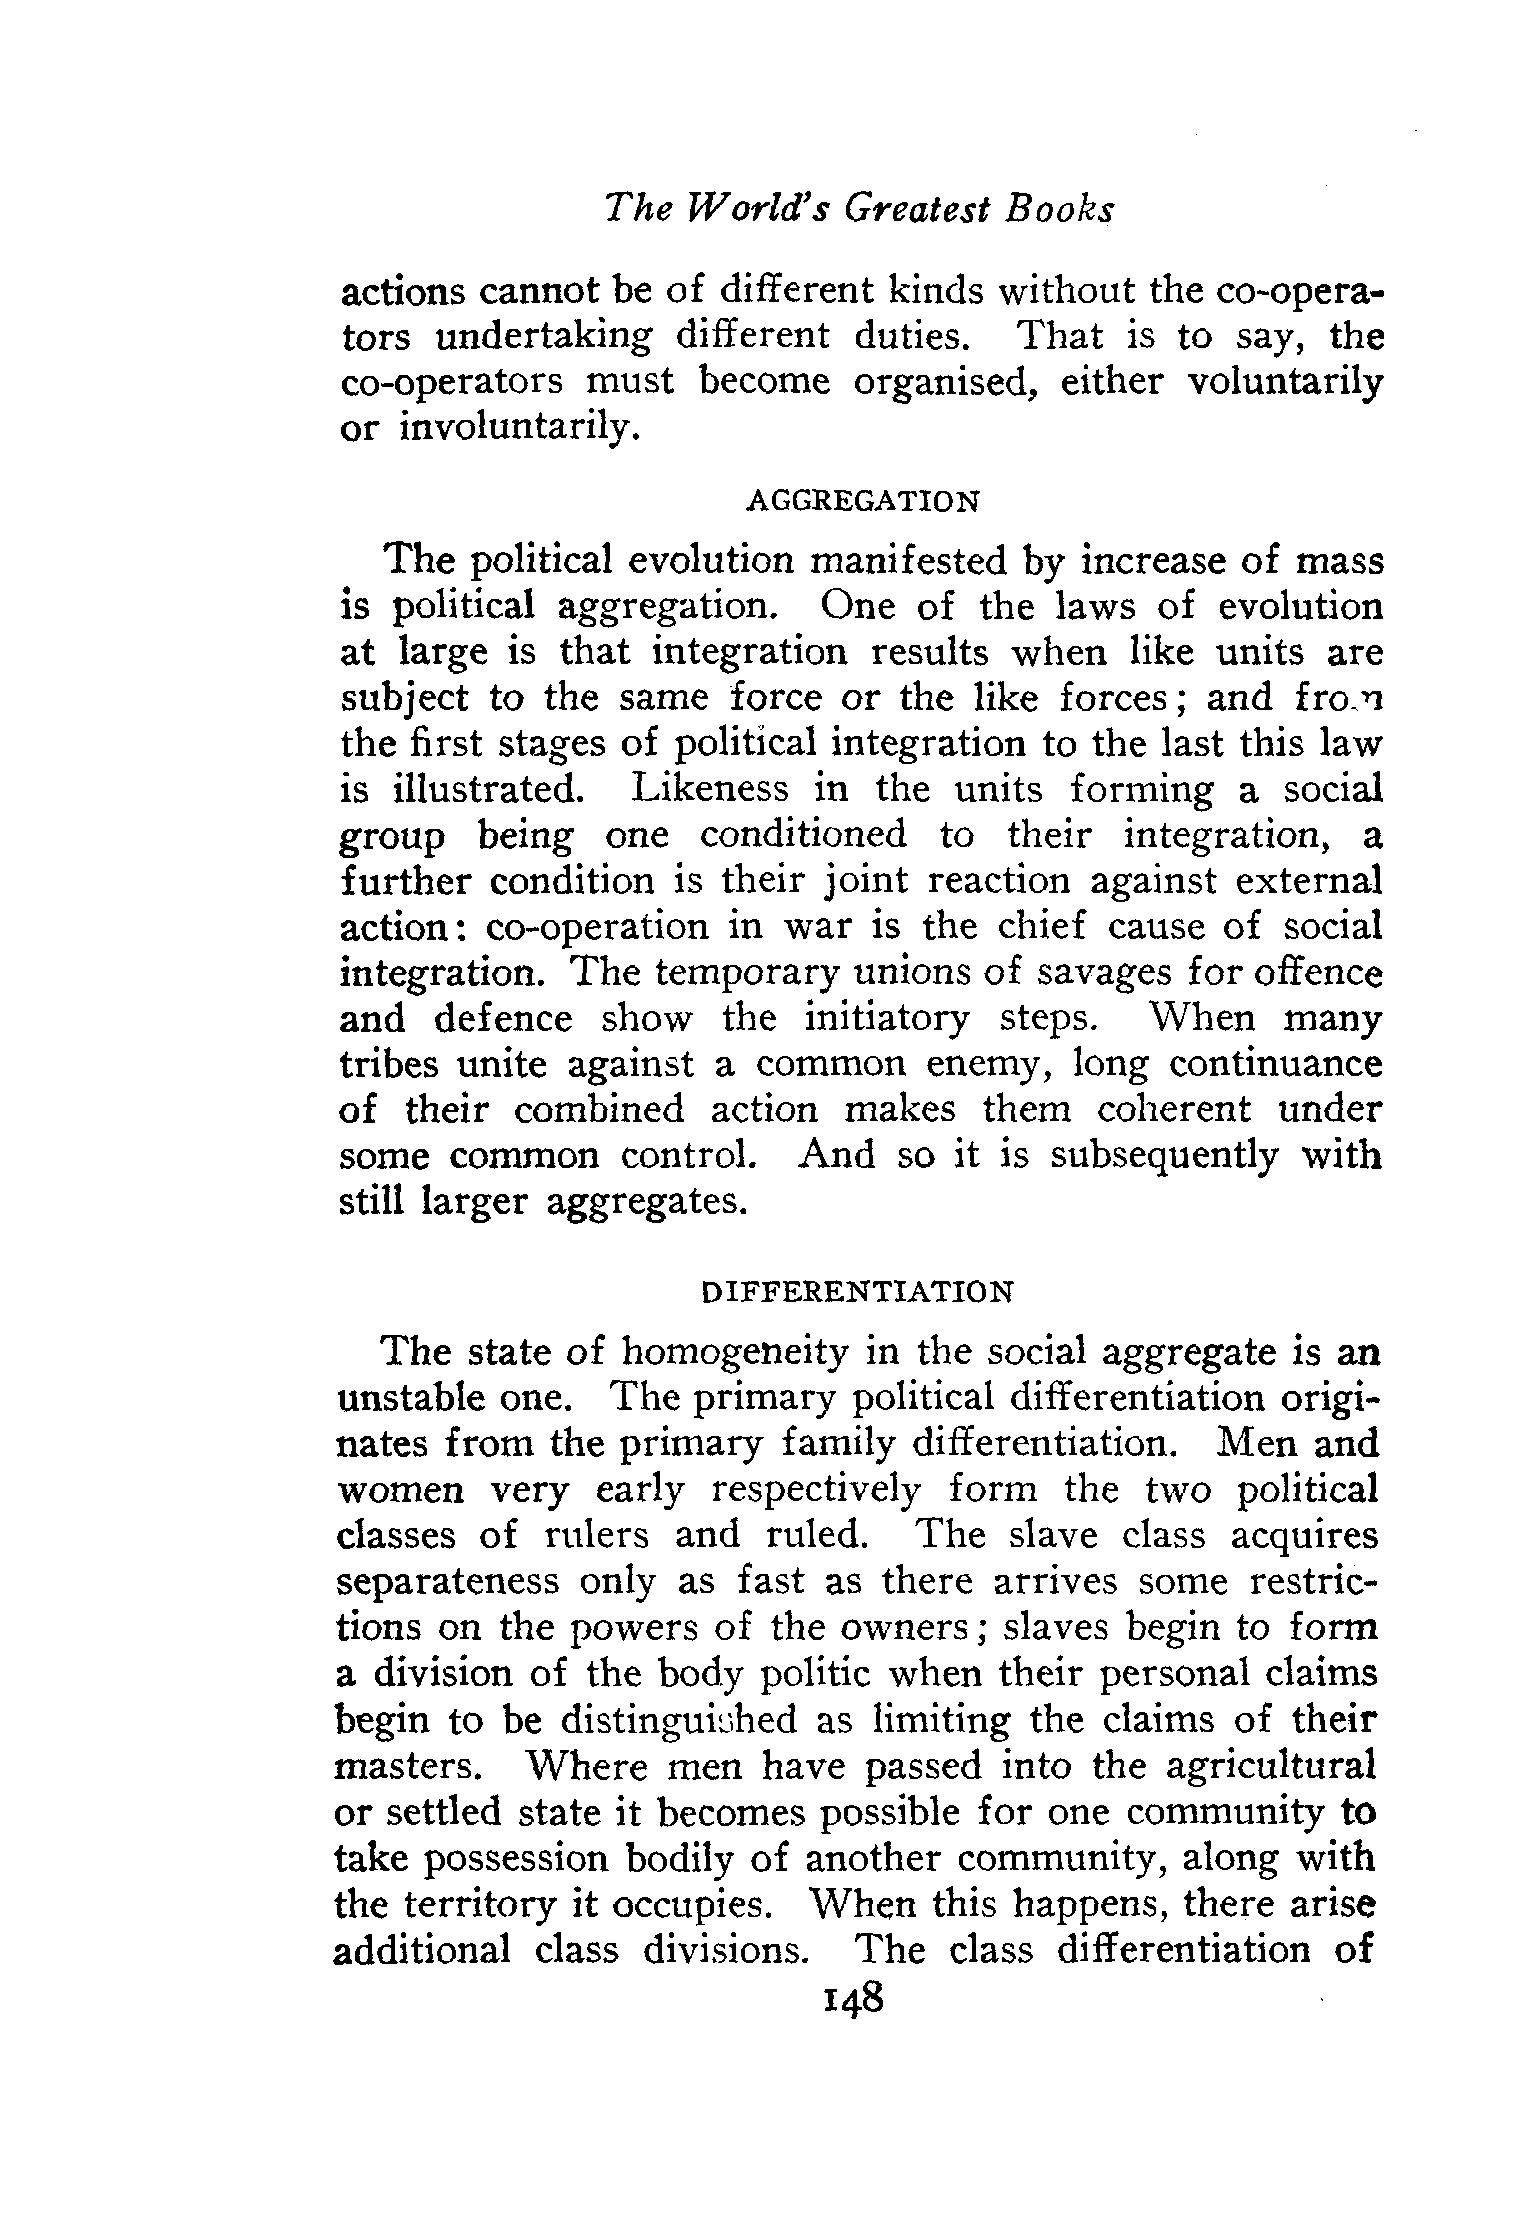 The World's Greatest Books
actions cannot be of different kinds without the co-opera-
tors undertaking different duties. That is to say, the
co-operators must become organised, either voluntarily
or involuntarily.
AGGREGATION
The political evolution manifested by increase of mass
is political aggregation. One of the laws of evolution
at large is that integration results when like units are
subject to the same force or the like forces; and from
the first stages of political integration to the last this law
is illustrated. Likeness in the units forming a social
group being one conditioned to their integration, a
further condition is their joint reaction against external
action: co-operation in war is the chief cause of social
integration. The temporary unions of savages for offence
and defence show the initiatory steps. When many
tribes unite against a common enemy, long continuance
of their combined action makes them coherent under
some common control. And so it is subsequently with
still larger aggregates.
DIFFERENTIATION
The state of homogeneity in the social aggregate is an
unstable one. The primary political differentiation origi-
nates from the primary family differentiation. Men and
women very early respectively form the two political
classes of rulers and ruled. The slave class acquires
separateness only as fast as there arrives some restric-
tions on the powers of the owners; slaves begin to form
a division of the body politic when their personal claims
begin to be distinguished as limiting the claims of their
masters. Where men have passed into the agricultural
or settled state it becomes possible for one community to
take possession bodily of another community, along with
the territory it occupies. When this happens, there arise
additional class divisions. The class differentiation of
148